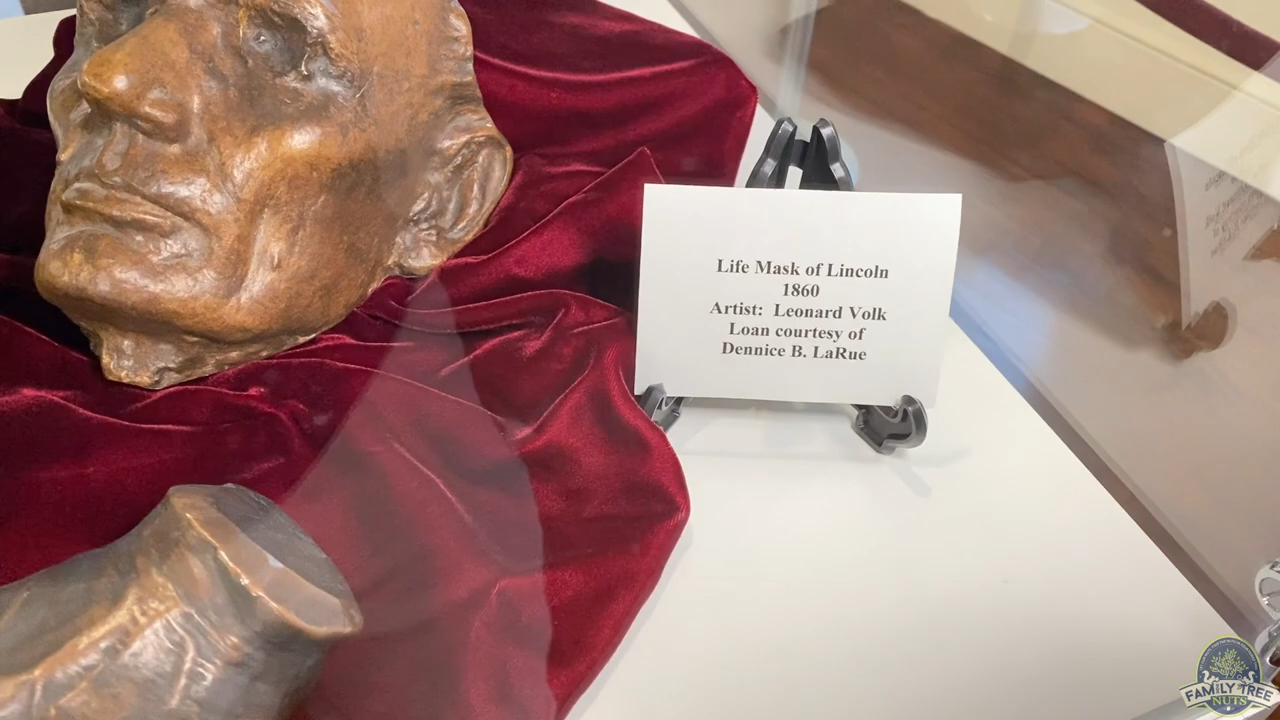 Life Mask of Lincoln
1860
Artist: Leonard Volk
Loan courtesy of
Dennice B. LaRue
FAMILY TREE
NUTS